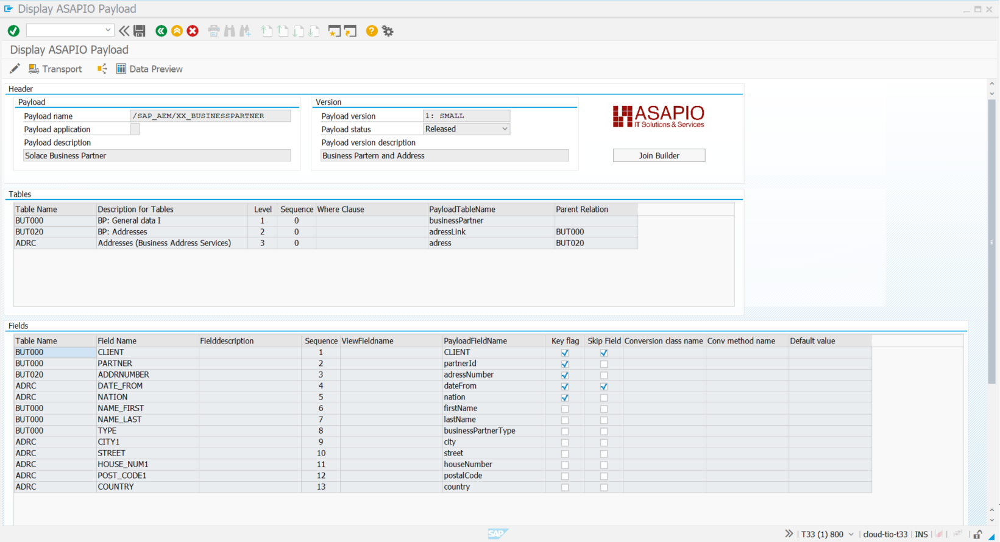 Display ASAPIO Payload
Display ASAPIO Payload
Transport Data Preview
Header
Payload
Payload name /SAP_AEM/XX_BUSINESSPARTNER
Payload application
Payload description
Solace Business Partner
Version
Payload version 1: SMALL
Payload status Released
Payload version description
Business Partern and Address
ASAPIO
IT Solutions & Services
Join Builder
Tables
Table Name Description for Tables Level Sequence Where Clause PayloadTableName Parent Relation
BUT000 BP: General data I 1 0 businessPartner
BUT020 BP: Addresses 2 0 adressLink BUT000
ADRC Addresses (Business Address Services) 3 0 adress BUT020
Fields
Table Name Field Name Fielddescription Sequence ViewFieldname PayloadFieldName Key flag Skip Field Conversion class name Conv method name Default value
BUT000 CLIENT 1 CLIENT
BUT000 PARTNER 2 partnerId
BUT020 ADDRNUMBER 3 adressNumber
ADRC DATE_FROM 4 dateFrom
ADRC NATION 5 nation
BUT000 NAME_FIRST 6 firstName
BUT000 NAME_LAST 7 lastName
BUT000 TYPE 8 businessPartnerType
ADRC CITY1 9 city
ADRC STREET 10 street
ADRC HOUSE_NUM1 11 houseNumber
ADRC POST_CODE1 12 postalCode
ADRC COUNTRY 13 country
SAP T33 (1) 800 cloud-tio-t33 INS